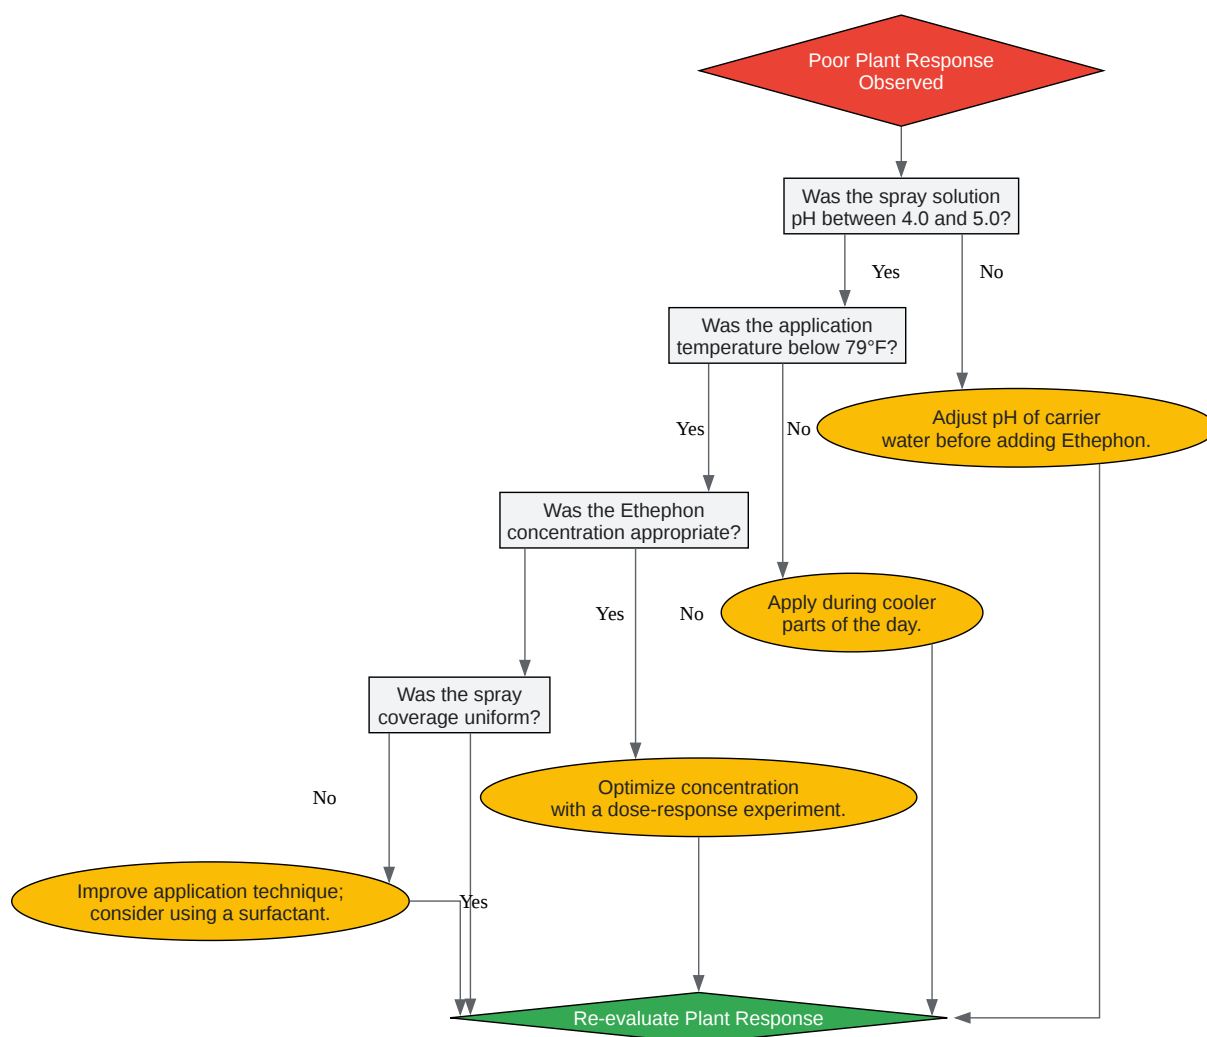 Poor Plant Response
Observed
Was the spray solution
pH between 4.0 and 5.0?
Yes
No
Was the application
temperature below 79°F?
Yes
No
Adjust pH of carrier
water before adding Ethephon.
Was the Ethephon
concentration appropriate?
Yes
No
Apply during cooler
parts of the day.
Was the spray
coverage uniform?
No
Yes
Optimize concentration
with a dose-response experiment.
Improve application technique;
consider using a surfactant.
Re-evaluate Plant Response